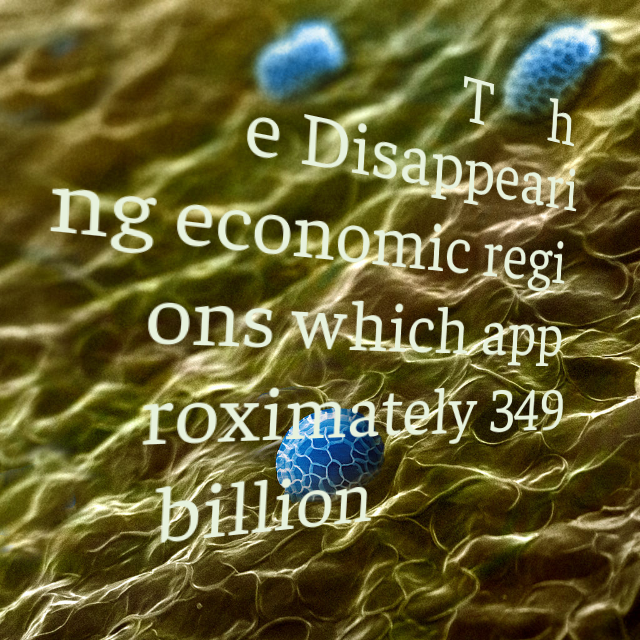 T h
e Disappeari
ng economic regi
ons which app
roximately 349
billion